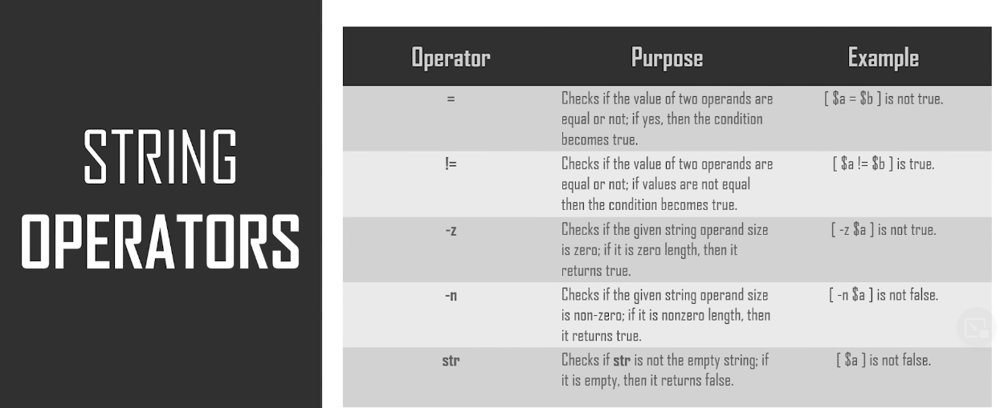 STRING
OPERATORS
Operator Purpose Example
= Checks if the value of two operands are [ $a = $b ] is not true.
equal or not; if yes, then the condition
becomes true.
!= Checks if the value of two operands are [ $a != $b ] is true.
equal or not; if values are not equal
then the condition becomes true.
-z Checks if the given string operand size [ -z $a ] is not true.
is zero; if it is zero length, then it
returns true.
-n Checks if the given string operand size [ -n $a ] is not false.
is non-zero; if it is nonzero length, then
it returns true.
str Checks if str is not the empty string; if [ $a ] is not false.
it is empty, then it returns false.